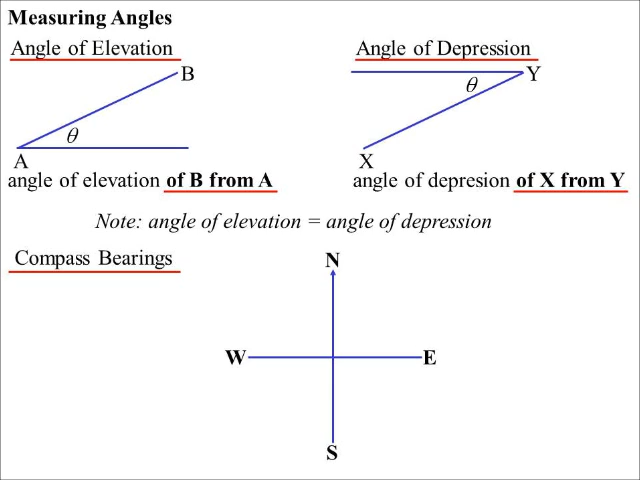 Measuring Angles
Angle of Elevation
Angle of Depression
B
θ
A
Y
θ
X
angle of elevation of B from A
angle of depresion of X from Y
Note: angle of elevation = angle of depression
Compass Bearings
N
W
E
S